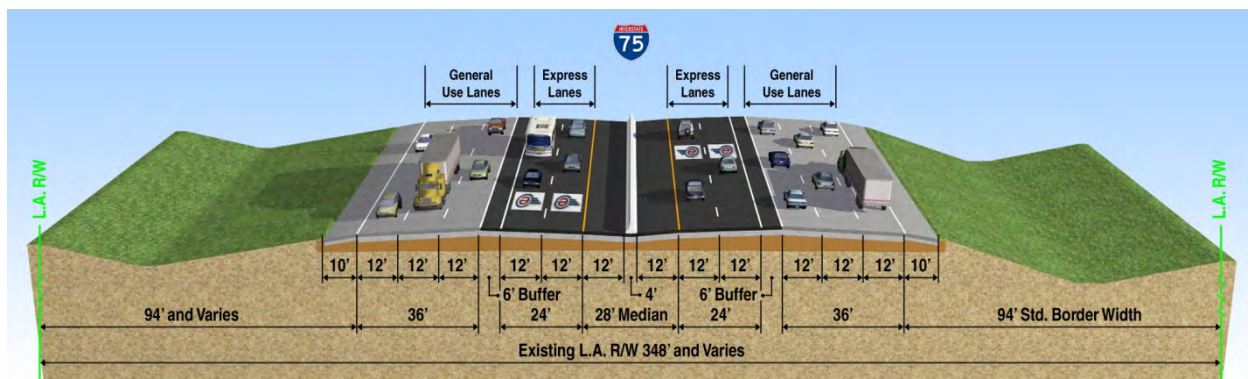 INTERSTATE
75
General
Use Lanes
Express
Lanes
Express
Lanes
General
Use Lanes
L.A. R/W
L.A. R/W
10' 12' 12' 12' 12' 12' 12' 12' 12' 12' 12' 12' 12' 10'
6' Buffer 4' 6' Buffer
94' and Varies 36' 24' 28' Median 24' 36' 94' Std. Border Width
Existing L.A. R/W 348' and Varies